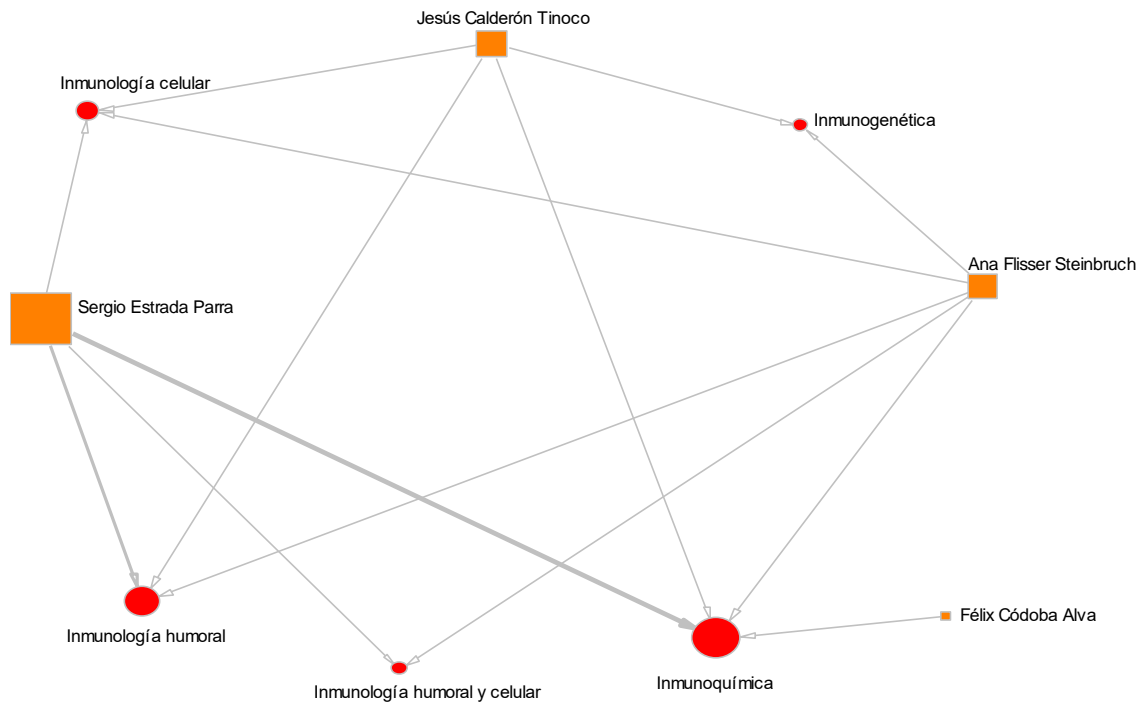 Jesús Calderón Tinoco
Inmunología celular
Inmunogenética
Ana Flisser Steinbruch
Sergio Estrada Parra
Félix Códoba Alva
Inmunología humoral
Inmunoquímica
Inmunología humoral y celular